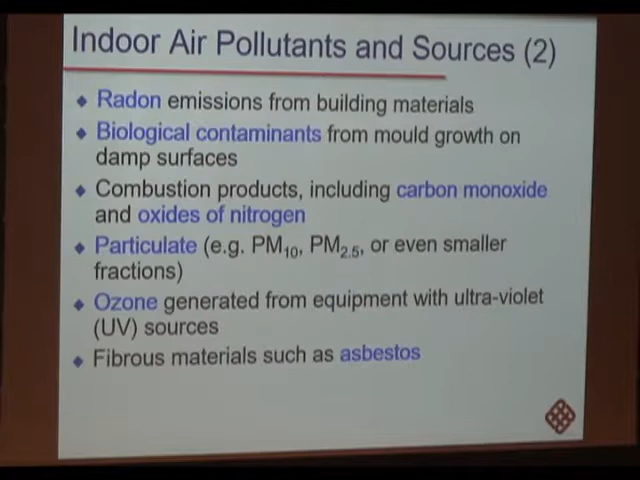 Indoor Air Pollutants and Sources (2)
Radon emissions from building materials
Biological contaminants from mould growth on
damp surfaces
Combustion products, including carbon monoxide
and oxides of nitrogen
Particulate (e.g. PM10, PM2.5, or even smaller
fractions)
Ozone generated from equipment with ultra-violet
(UV) sources
Fibrous materials such as asbestos